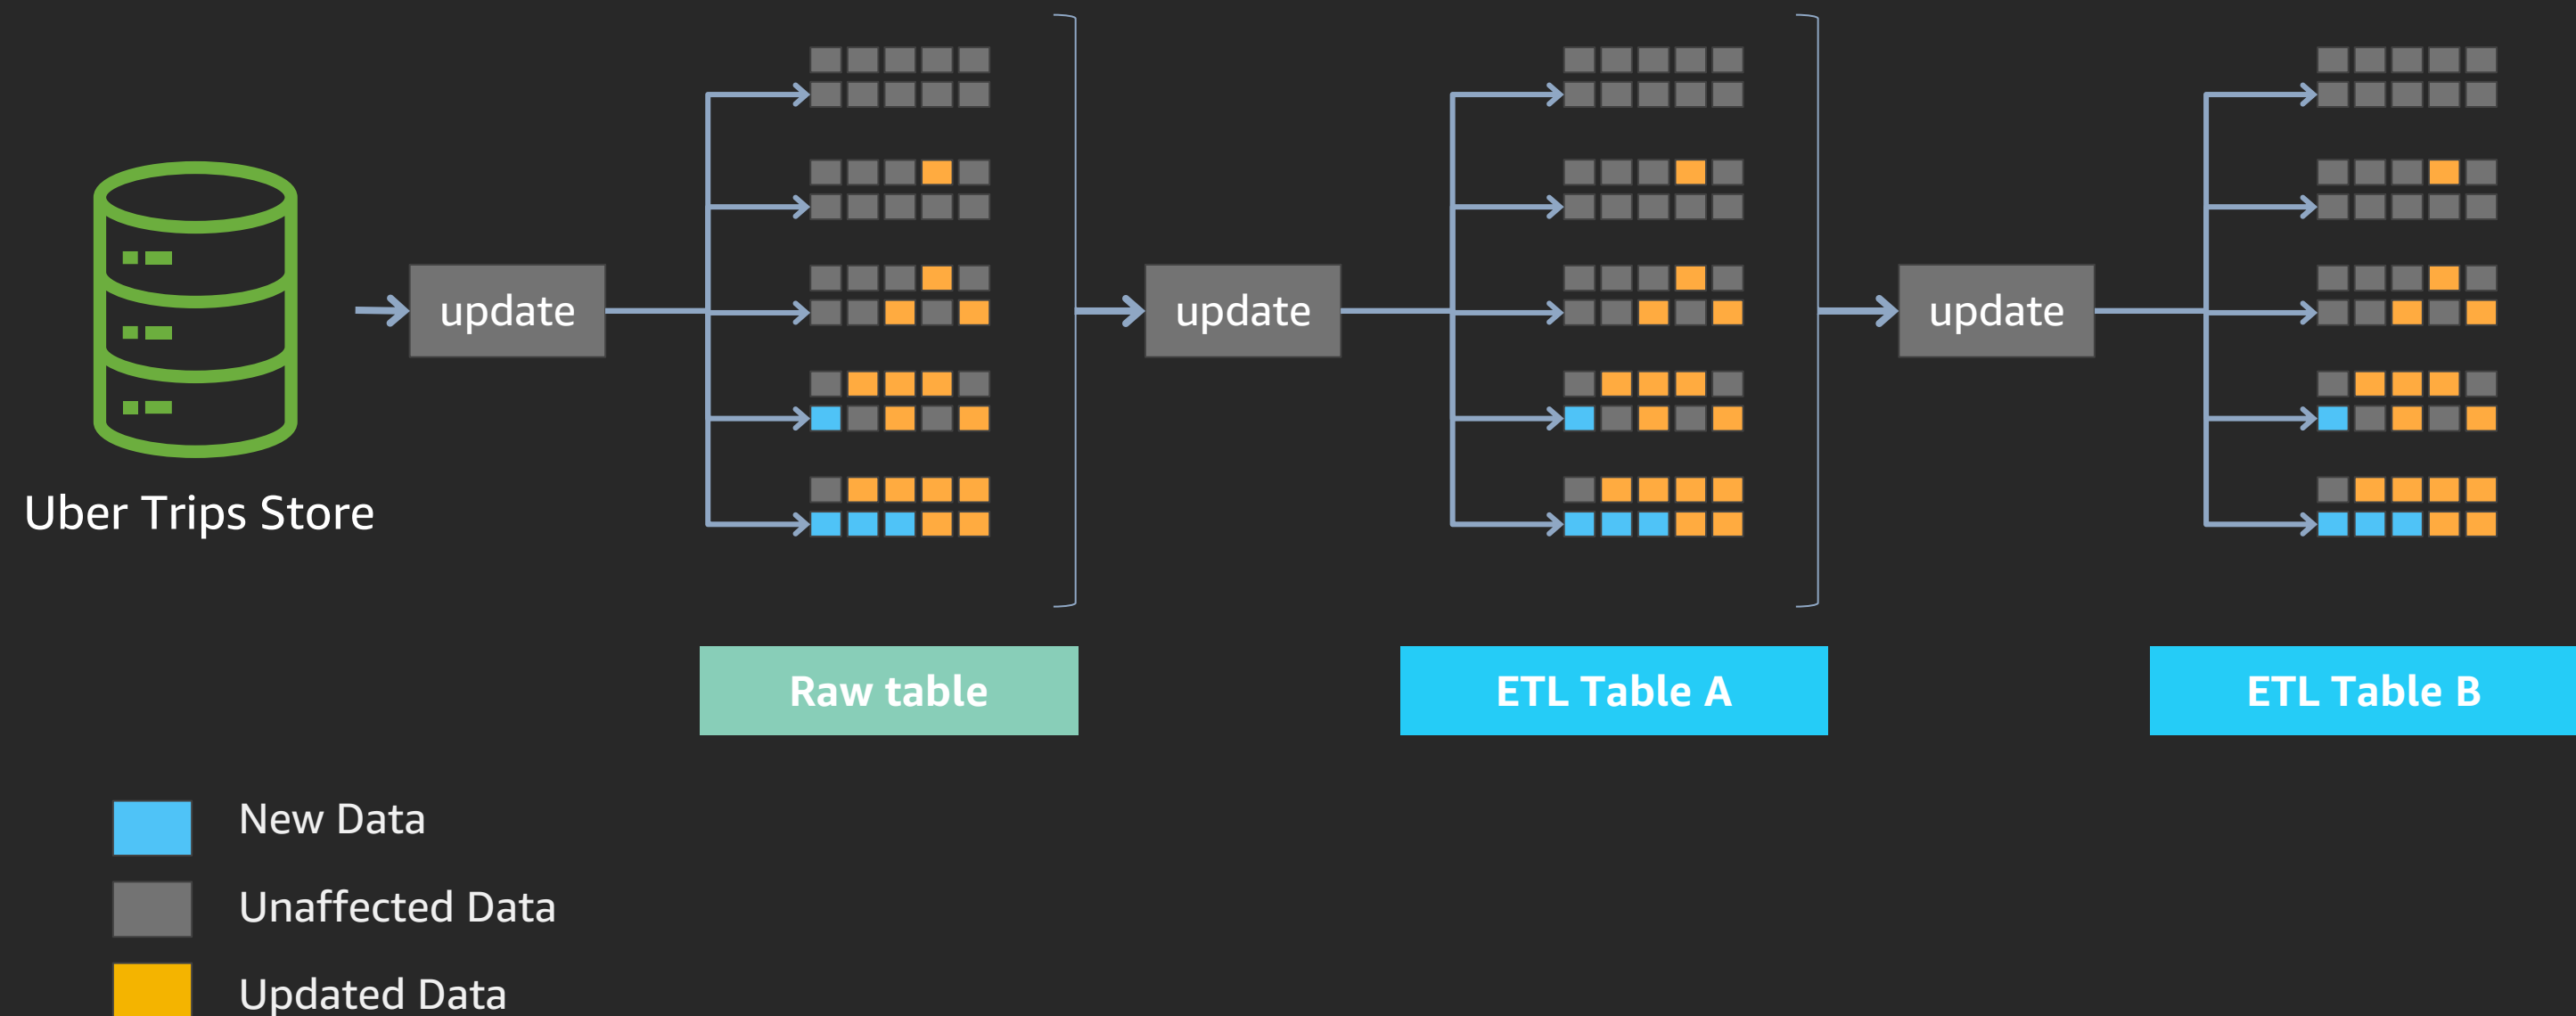 update
update
update
Uber Trips Store
Raw table
ETL Table A
ETL Table B
New Data
Unaffected Data
Updated Data